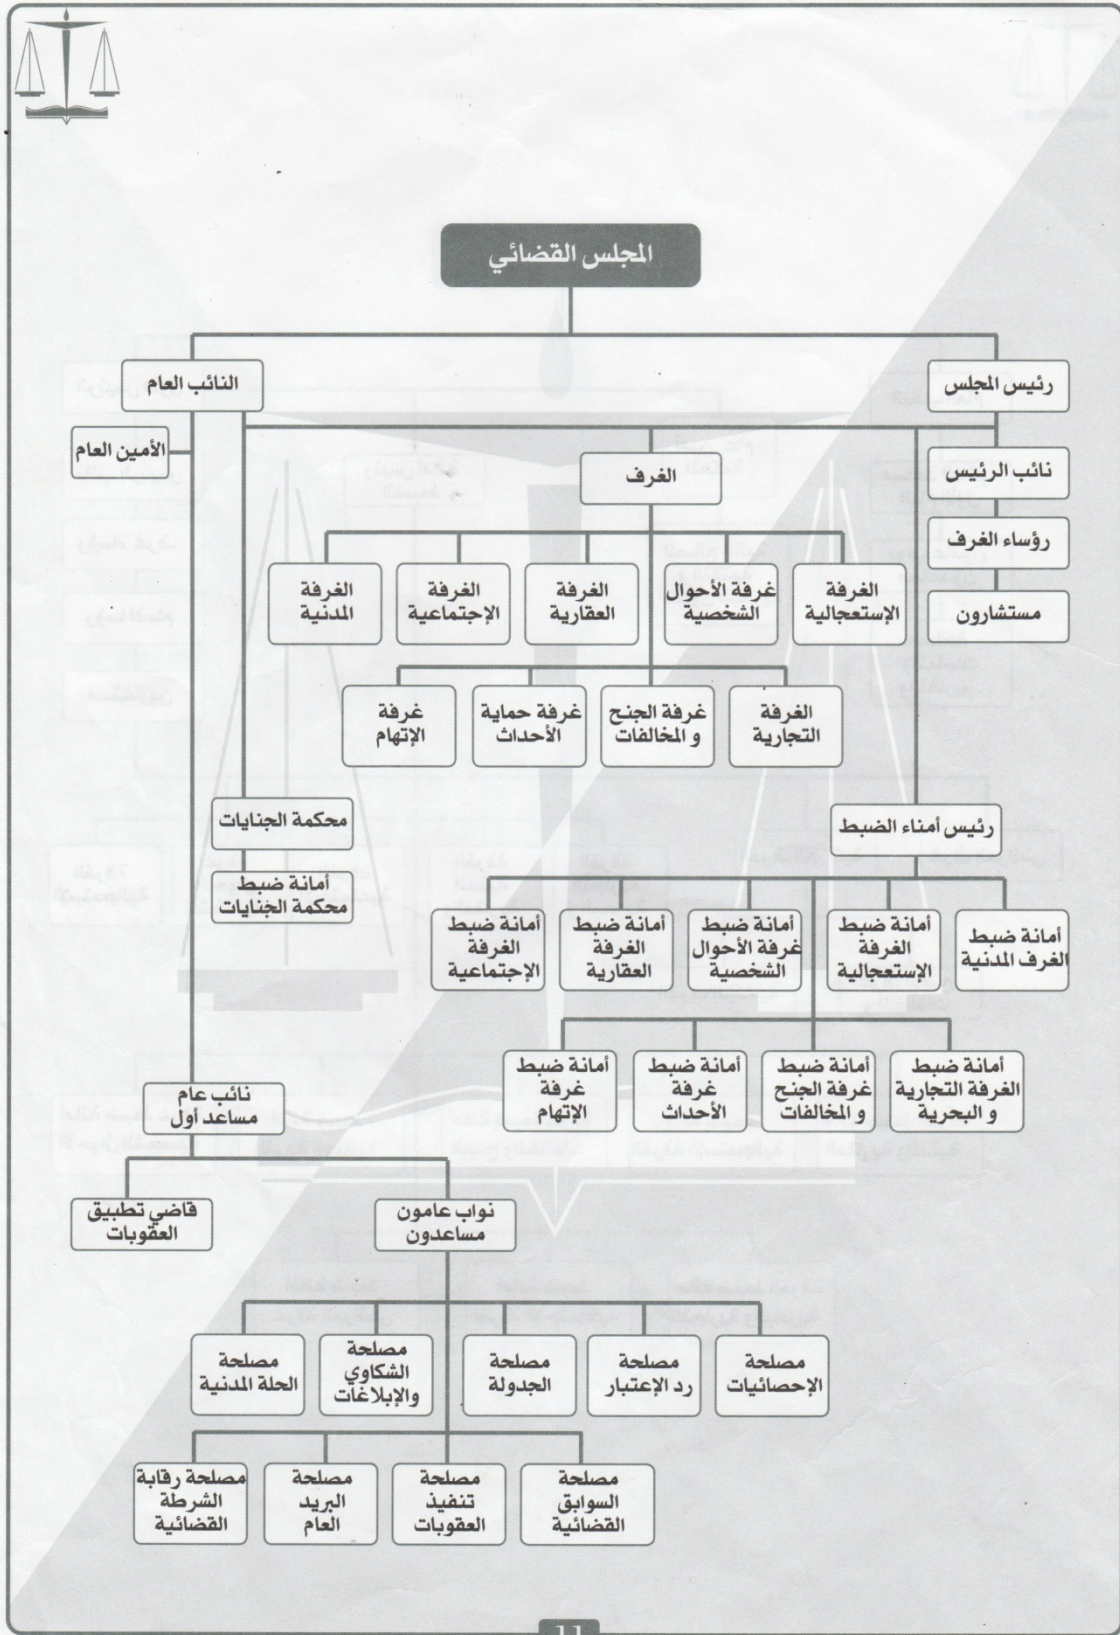 المجلس القضائي
رئيس المجلس
النائب العام
نائب الرئيس
الأمين العام
الغرف
رؤساء الغرف
مستشارون
الغرفة
الإستعجالية
غرفة الأحوال
الشخصية
الغرفة
العقارية
الغرفة
الإجتماعية
الغرفة
المدنية
الغرفة
التجارية
غرفة الجنح
و المخالفات
غرفة حماية
الأحداث
غرفة
الإتهام
رئيس أمناء الضبط
محكمة الجنايات
أمانة ضبط
محكمة الجنايات
أمانة ضبط
الغرف المدنية
أمانة ضبط
الغرفة
الإستعجالية
أمانة ضبط
غرفة الأحوال
الشخصية
أمانة ضبط
الغرفة
العقارية
أمانة ضبط
الغرفة
الإجتماعية
أمانة ضبط
الغرفة التجارية
و البحرية
أمانة ضبط
غرفة الجنح
و المخالفات
أمانة ضبط
غرفة
الأحداث
أمانة ضبط
غرفة
الإتهام
نائب عام
مساعد أول
نواب عامون
مساعدون
قاضي تطبيق
العقوبات
مصلحة
الإحصائيات
مصلحة
رد الإعتبار
مصلحة
الجدولة
مصلحة
الشكاوي
والإبلاغات
مصلحة
الحلة المدنية
مصلحة
السوابق
القضائية
مصلحة
تنفيذ
العقوبات
مصلحة
البريد
العام
مصلحة رقابة
الشرطة
القضائية
11